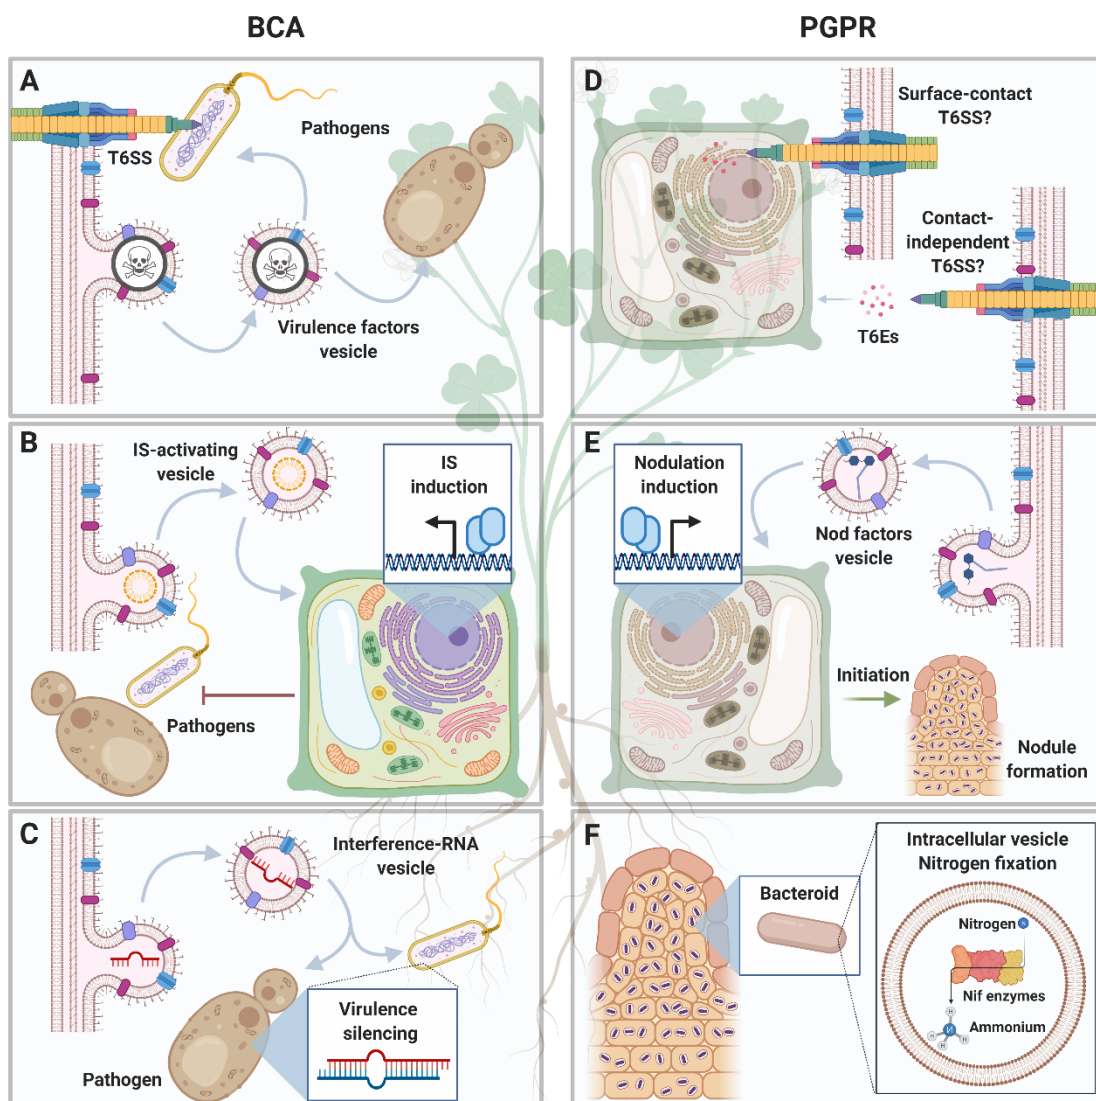 BCA
PGPR
A
T6SS
Pathogens
Virulence factors
vesicle
D
Surface-contact
T6SS?
Contact-
independent
T6SS?
T6Es
B
IS-activating
vesicle
IS
induction
Pathogens
E
Nodulation
induction
Nod factors
vesicle
Initiation
Nodule
formation
C
Interference-RNA
vesicle
Virulence
silencing
Pathogen
F
Bacteroid
Intracellular vesicle
Nitrogen fixation
Nitrogen
N
Nif enzymes
Ammonium
H
N
H
H
H